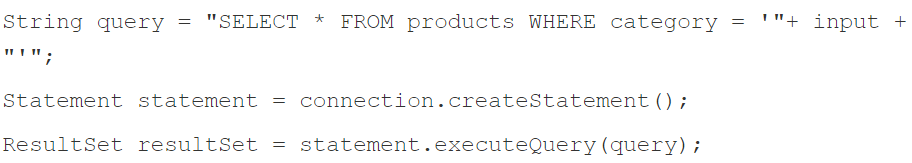 String query = "SELECT * FROM products WHERE category = '"+ input +
"'";
Statement statement = connection.createStatement();
ResultSet resultSet = statement.executeQuery(query);